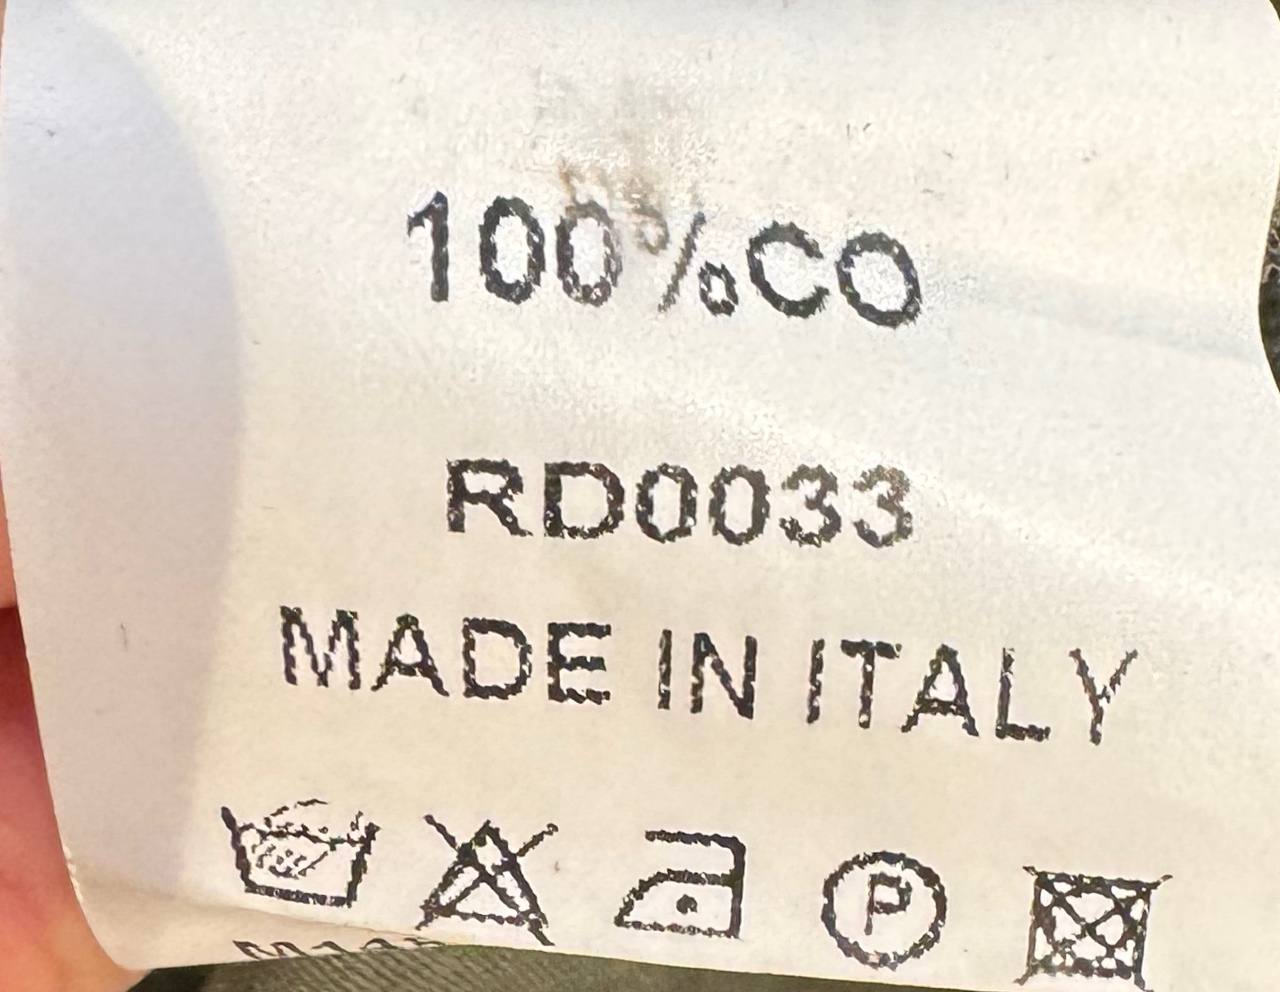 100%CO
RD0033
MADE IN ITALY
P